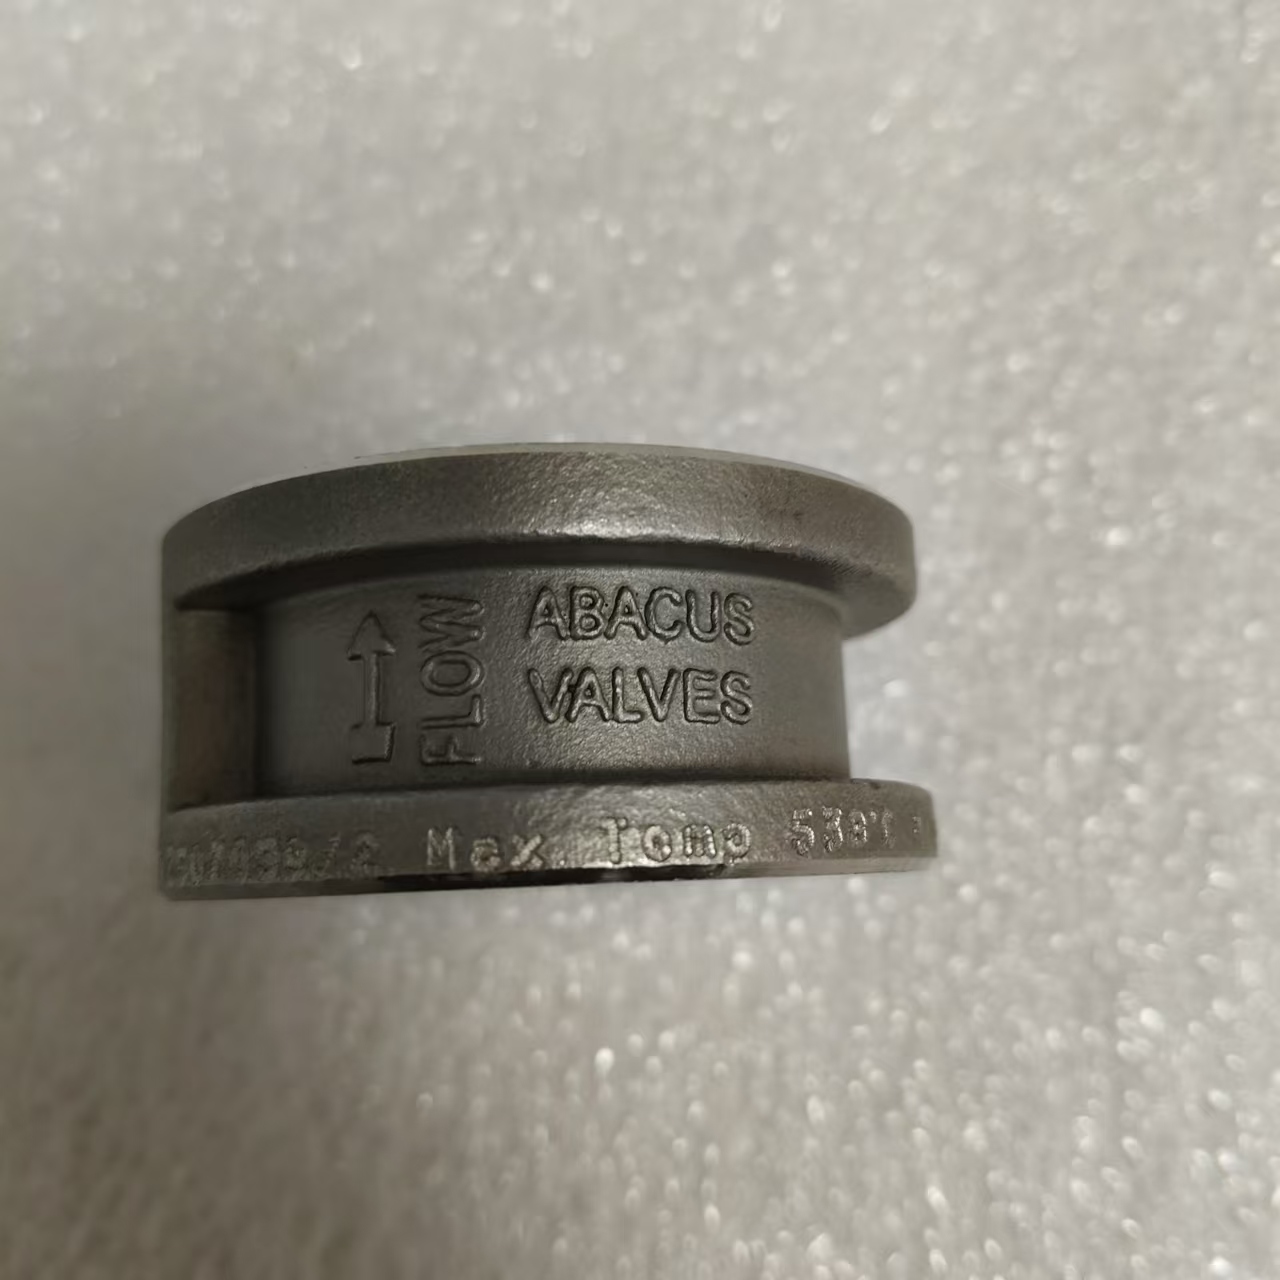 FLOW
ABACUS
VALVES
Max. Temp